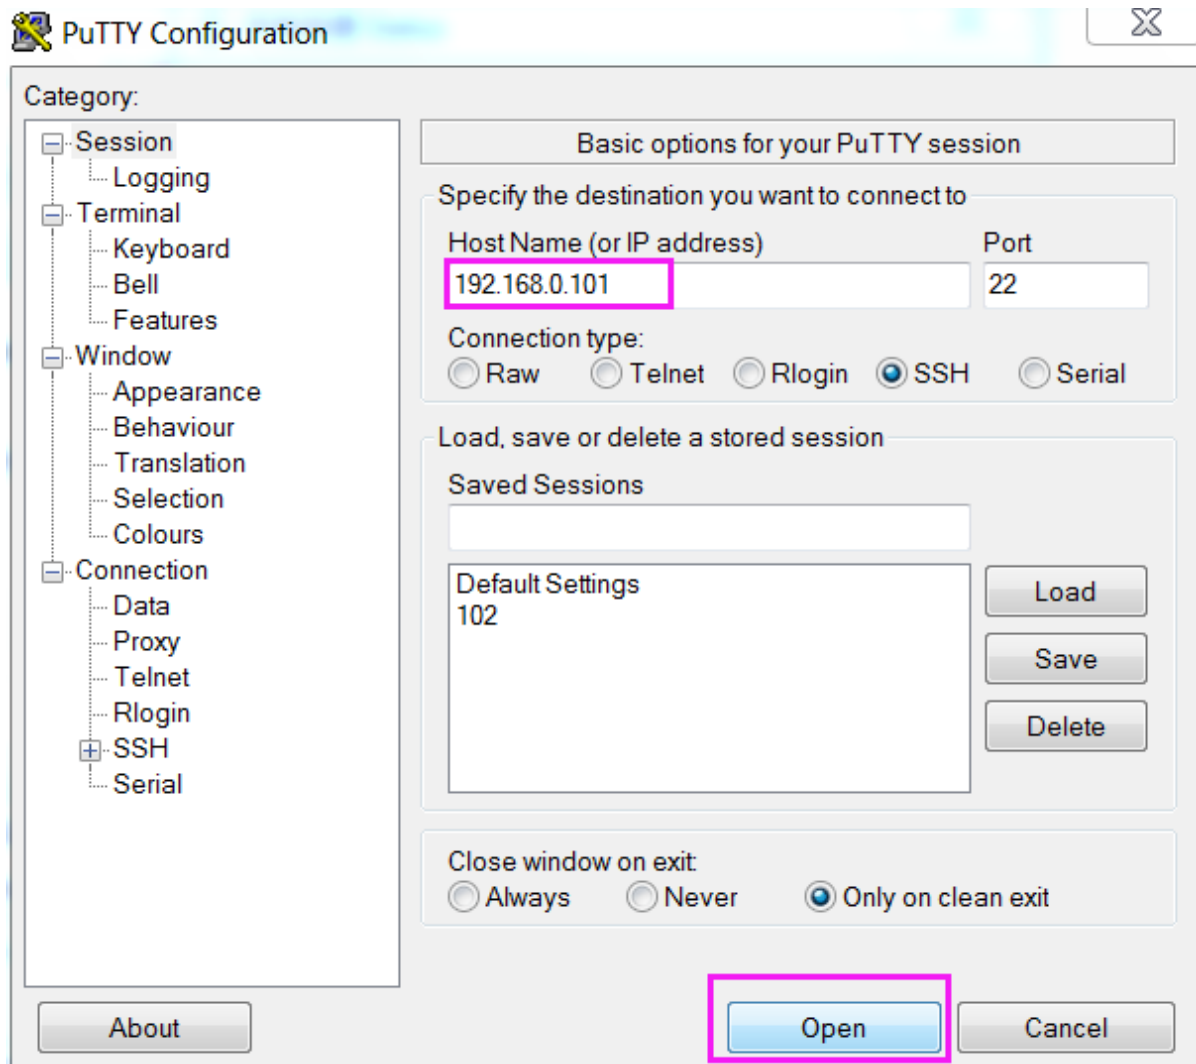 PuTTY Configuration
Category:
Session
Logging
Terminal
Keyboard
Bell
Features
Window
Appearance
Behaviour
Translation
Selection
Colours
Connection
Data
Proxy
Telnet
Rlogin
SSH
Serial
Basic options for your PuTTY session
Specify the destination you want to connect to
Host Name (or IP address) Port
192.168.0.101 22
Connection type:
Raw Telnet Rlogin SSH Serial
Load, save or delete a stored session
Saved Sessions
Default Settings
102
Load
Save
Delete
Close window on exit:
Always Never Only on clean exit
About Open Cancel